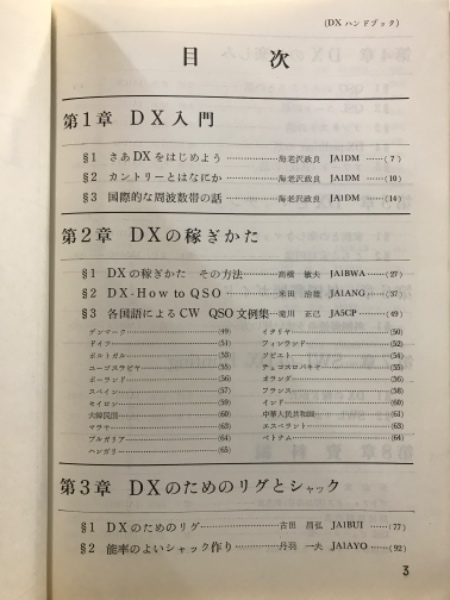 (DX ハンドブック)
目 次
第1章 DX入門
§1 さあDXをはじめよう ……………海老沢政良 JA1DM ……(7)
§2 カントリーとはなにか ……………海老沢政良 JA1DM ……(10)
§3 国際的な周波数帯の話 ……………海老沢政良 JA1DM ……(14)
第2章 DXの稼ぎかた
§1 DXの稼ぎかた その方法 ………高橋 敏夫 JA1BWA ……(27)
§2 DX-How to QSO ……………米田 治雄 JA1ANG ……(37)
§3 各国語によるCW QSO文例集…滝川 正己 JA5CP ……(49)
デンマーク ……………(49) イタリヤ ……………(50)
ドイツ ……………(51) フィンランド ……………(52)
ポルトガル ……………(53) ソビエト ……………(54)
ユーゴスラビヤ ……………(55) チェコスロバキヤ ……………(55)
ポーランド ……………(56) オランダ ……………(56)
スペイン ……………(57) フランス ……………(58)
セイロン ……………(59) インド ……………(60)
大韓民国 ……………(60) 中華人民共和国 ……………(61)
マラヤ ……………(63) エスペラント ……………(63)
ブルガリア ……………(64) ベトナム ……………(64)
ハンガリ ……………(65)
第3章 DXのためのリグとシャック
§1 DXのためのリグ ……………吉田 昌弘 JA1BUI ……(77)
§2 能率のよいシャック作り ……………丹羽 一夫 JA1AYO ……(92)
3